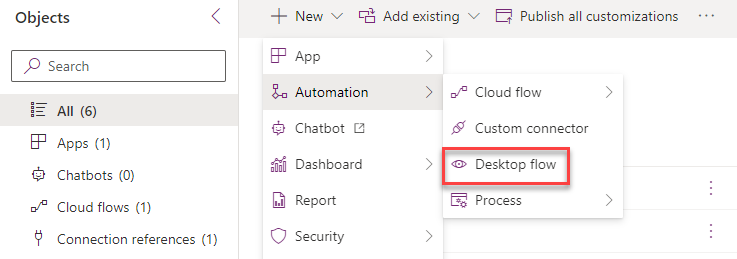 Objects
Search
All (6)
Apps (1)
Chatbots (0)
Cloud flows (1)
Connection references (1)
New
Add existing
Publish all customizations
App
Automation
Chatbot
Dashboard
Report
Security
Cloud flow
Custom connector
Desktop flow
Process